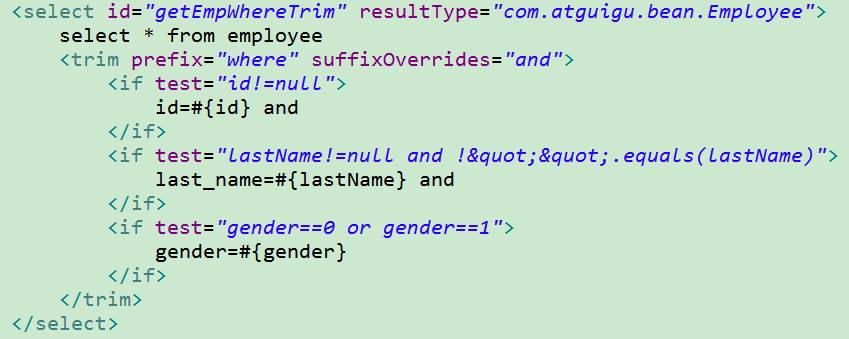 <select id="getEmpWhereTrim" resultType="com.atguigu.bean.Employee">
    select * from employee
    <trim prefix="where" suffixOverrides="and">
        <if test="id!=null">
            id=#{id} and
        </if>
        <if test="lastName!=null and !&quot;&quot;.equals(lastName)">
            last_name=#{lastName} and
        </if>
        <if test="gender==0 or gender==1">
            gender=#{gender}
        </if>
    </trim>
</select>